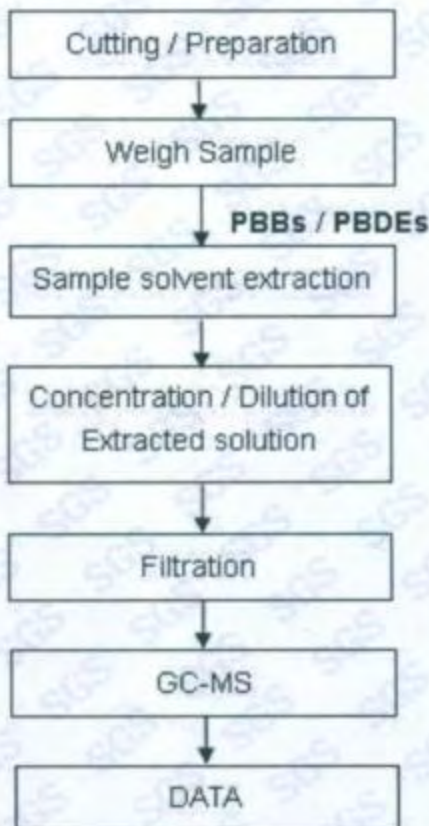 Cutting / Preparation
Weigh Sample
PBBs / PBDEs
Sample solvent extraction
Concentration / Dilution of
Extracted solution
Filtration
GC-MS
DATA